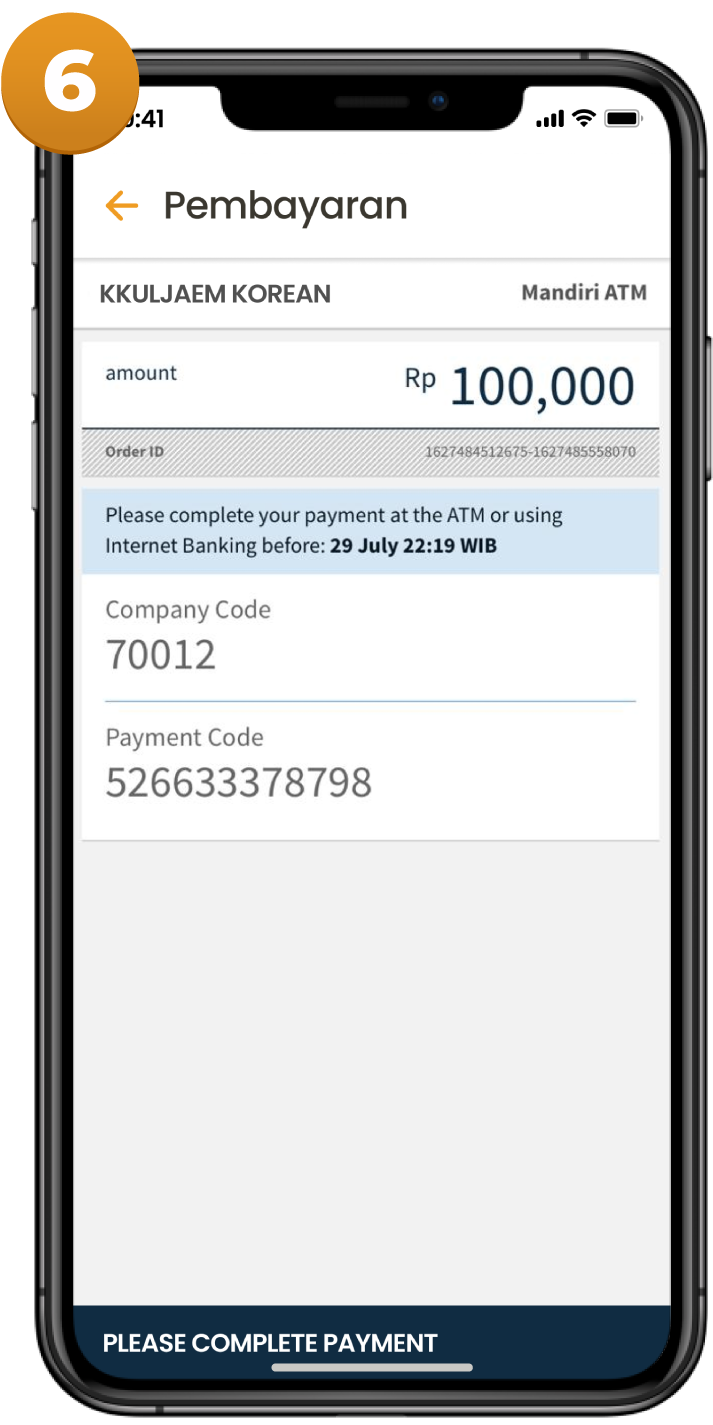 6
:41
Pembayaran
KKULJAEM KOREAN
Mandiri ATM
amount
Rp 100,000
Order ID
1627484512675-1627485558070
Please complete your payment at the ATM or using
Internet Banking before: 29 July 22:19 WIB
Company Code
70012
Payment Code
526633378798
PLEASE COMPLETE PAYMENT